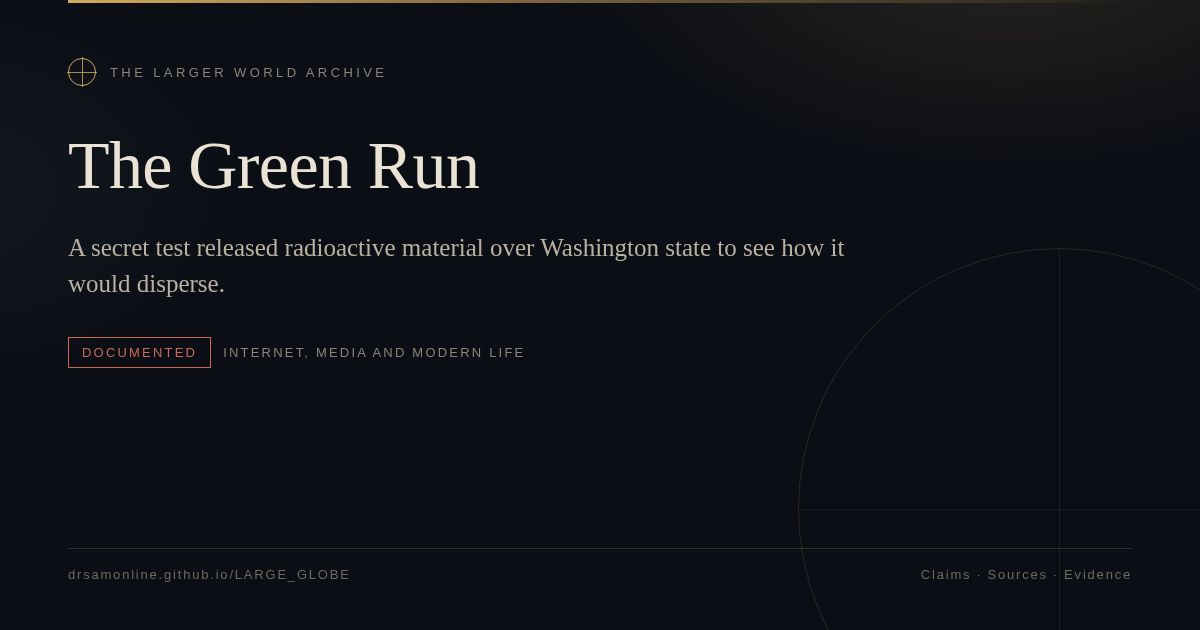 THE LARGER WORLD ARCHIVE
The Green Run
A secret test released radioactive material over Washington state to see how it
would disperse.
DOCUMENTED INTERNET, MEDIA AND MODERN LIFE
drsamonline.github.io/LARGE_GLOBE Claims · Sources · Evidence